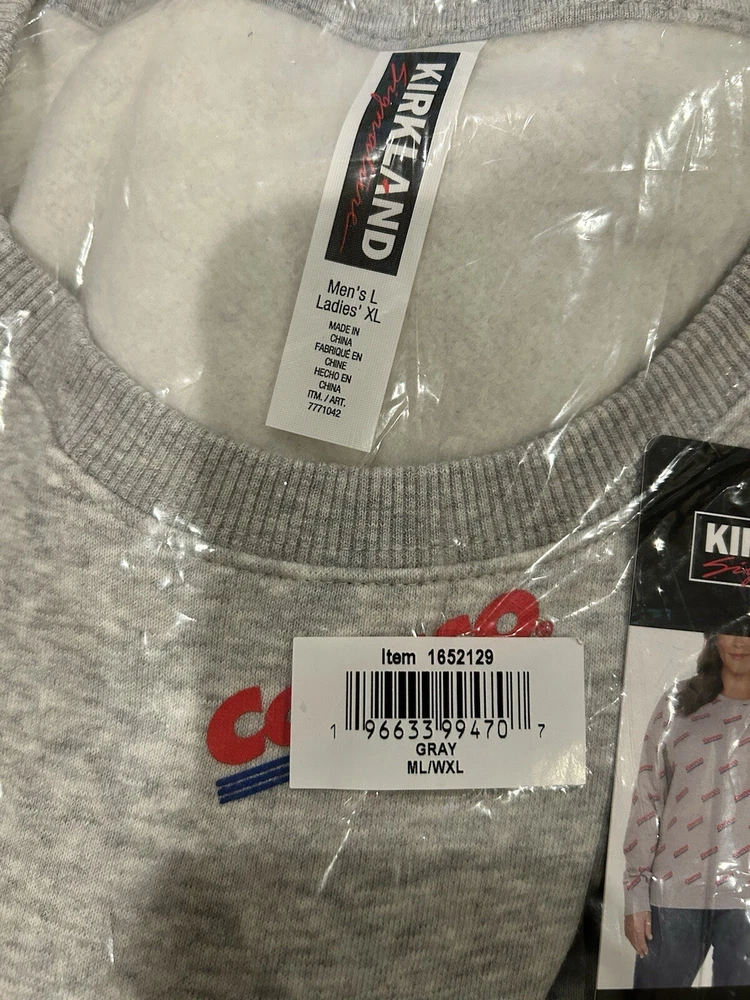 KIRKLAND
Signature
Men's L
Ladies' XL
MADE IN
CHINA
FABRIQUÉ EN
CHINE
HECHO EN
CHINA
ITM. / ART.
7771042
Item 1652129
1 96633 99470 7
GRAY
ML/WXL